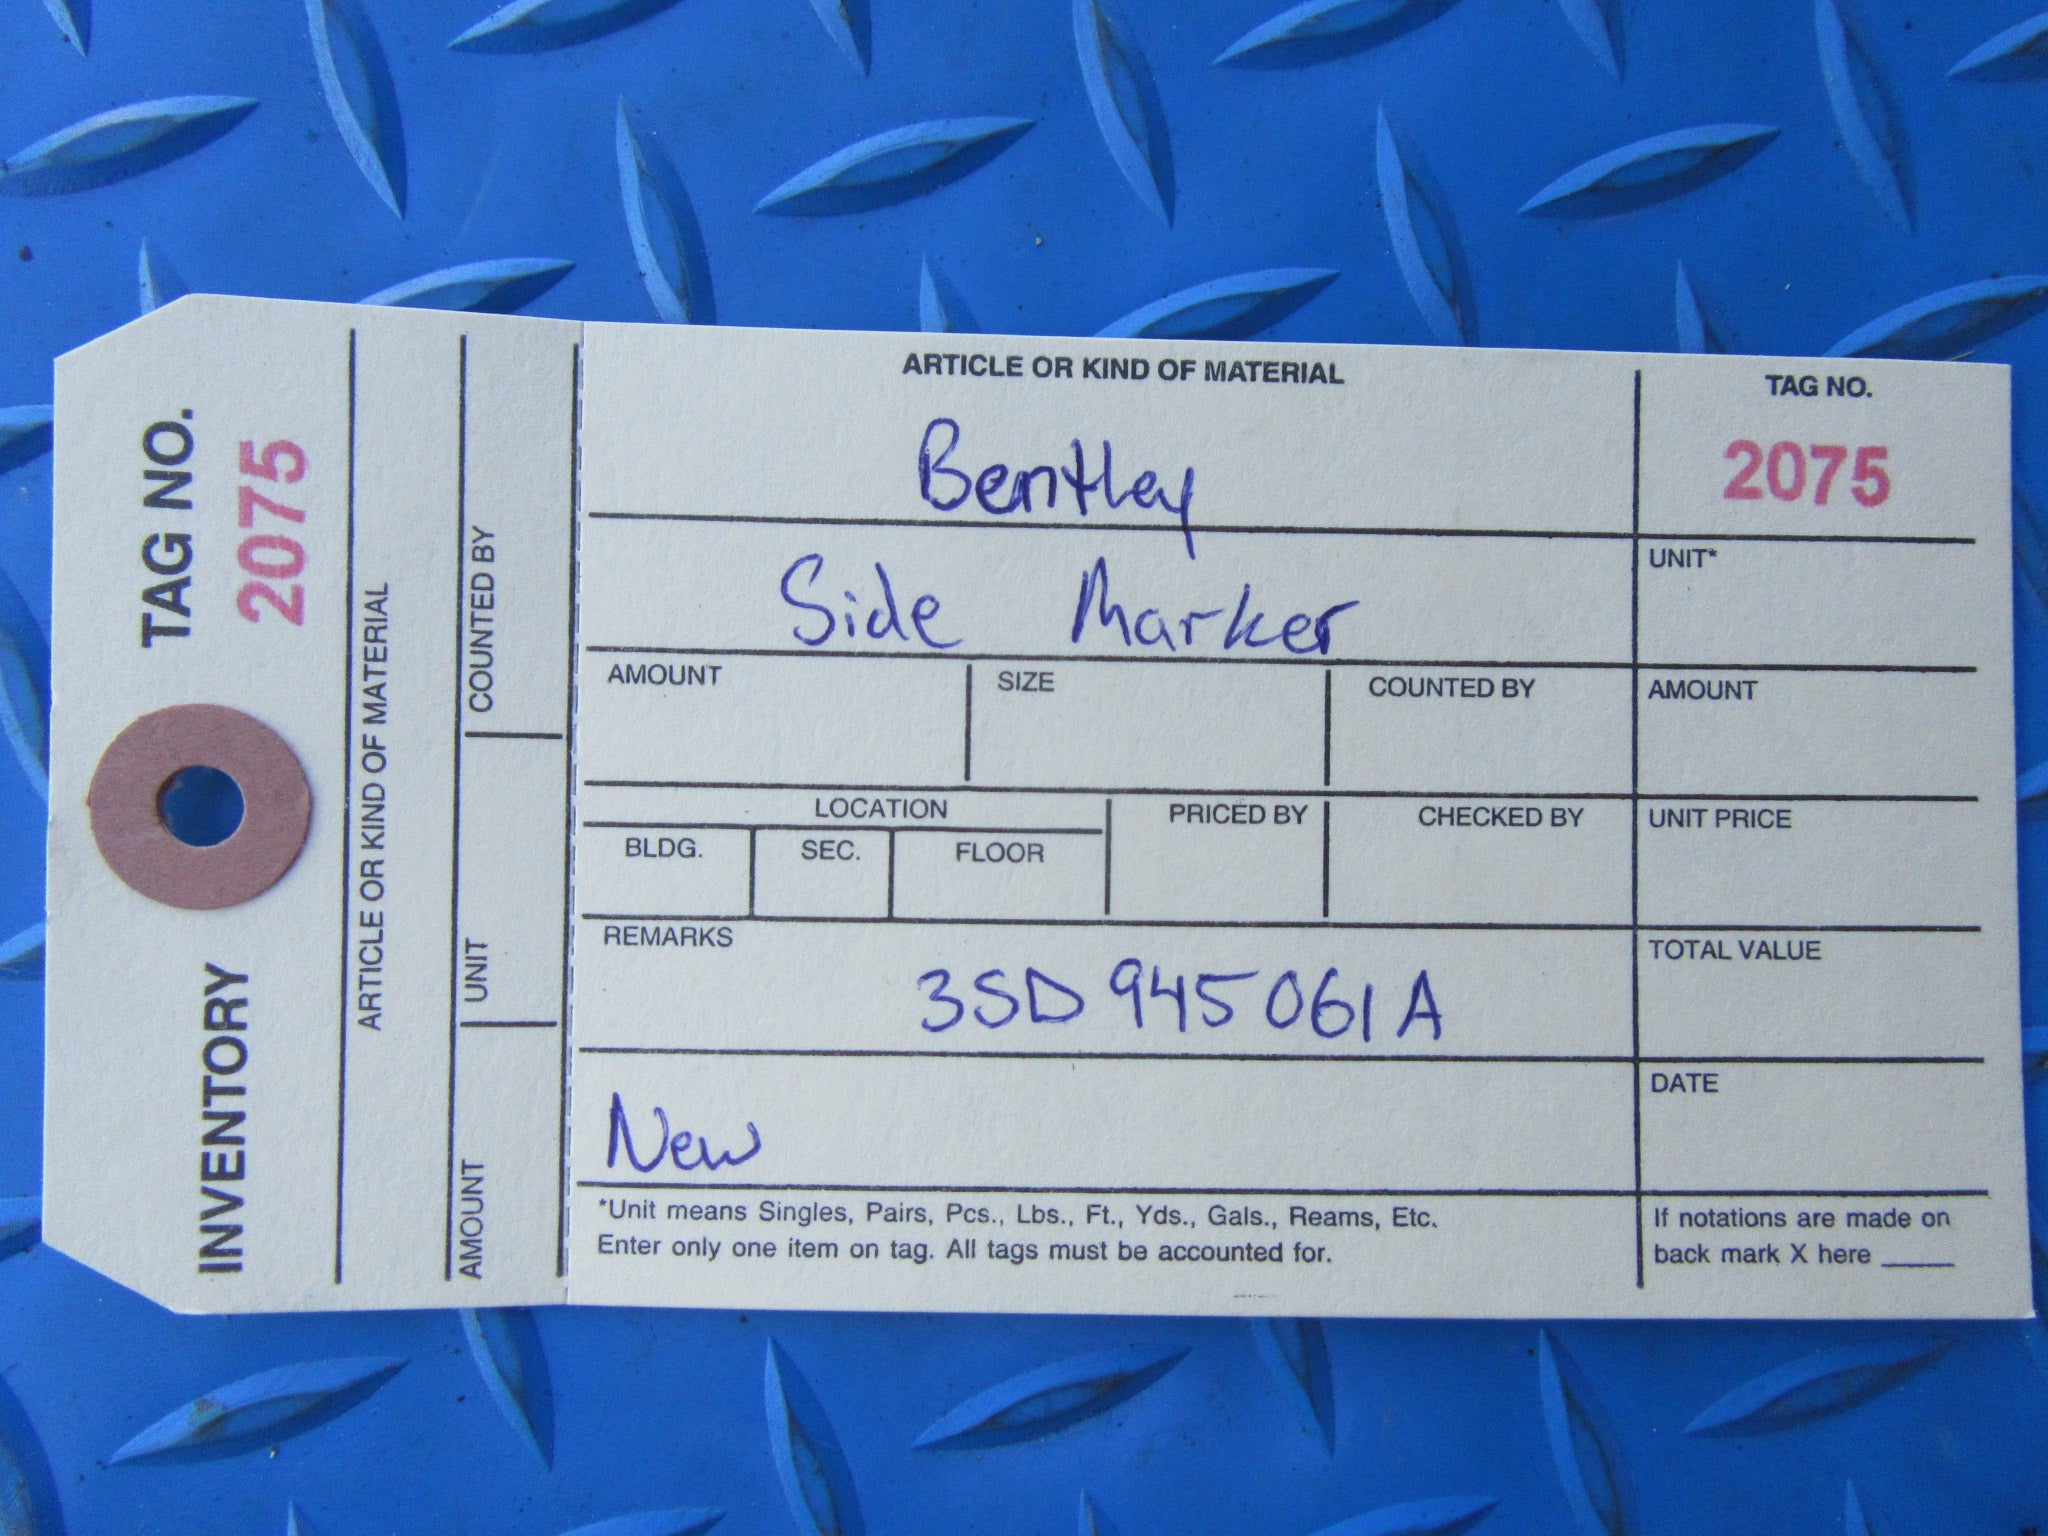 TAG NO.
2075
INVENTORY
ARTICLE OR KIND OF MATERIAL
COUNTED BY
UNIT
AMOUNT
ARTICLE OR KIND OF MATERIAL
Bentley
Side Marker
TAG NO.
2075
UNIT*
AMOUNT
SIZE
COUNTED BY
AMOUNT
LOCATION
BLDG.
SEC.
FLOOR
PRICED BY
CHECKED BY
UNIT PRICE
REMARKS
3SD 945 061 A
TOTAL VALUE
New
DATE
*Unit means Singles, Pairs, Pcs., Lbs., Ft., Yds., Gals., Reams, Etc.
Enter only one item on tag. All tags must be accounted for.
If notations are made on
back mark X here _____